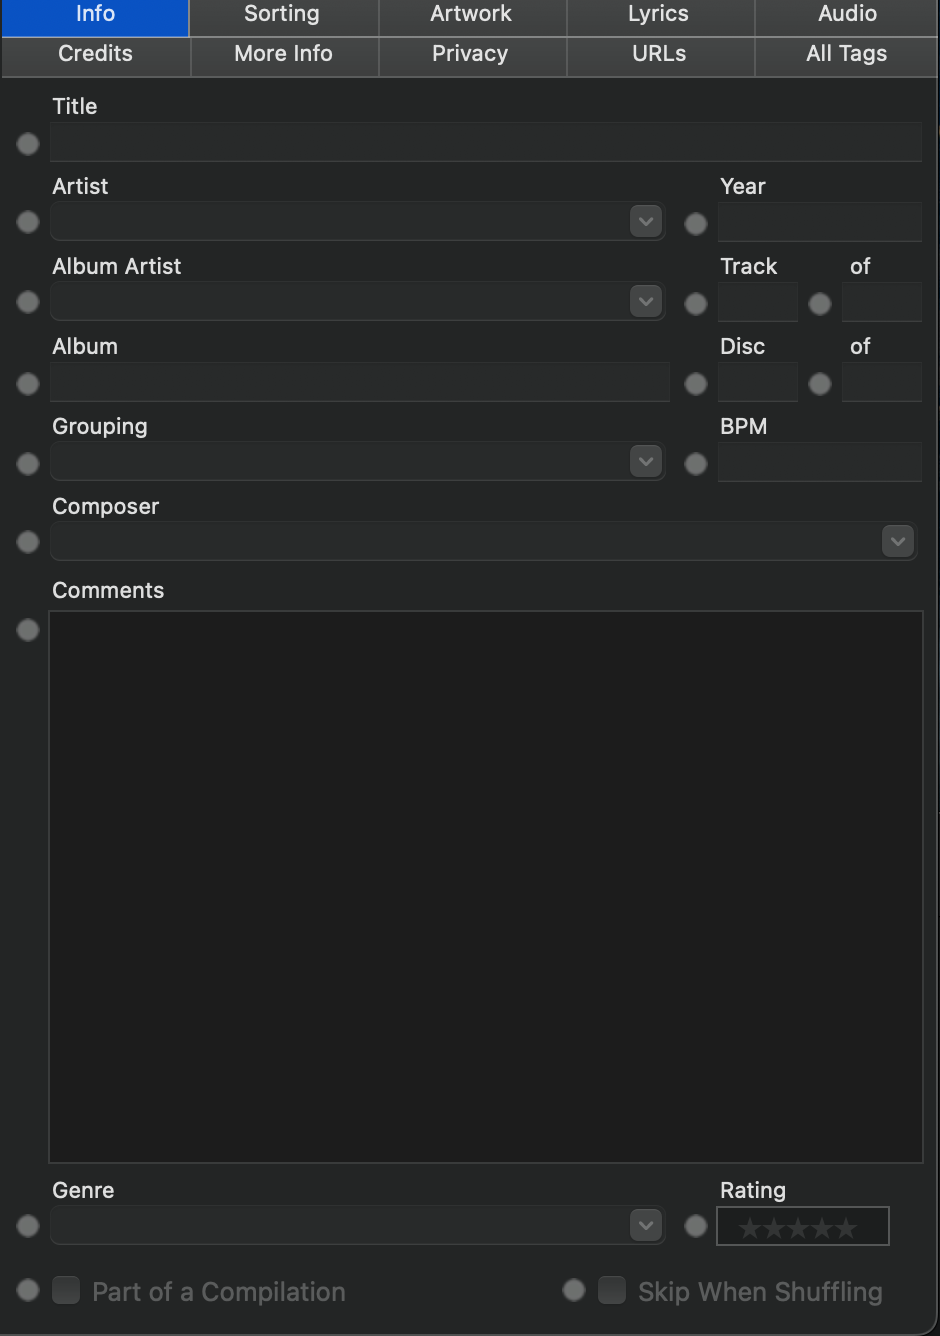 Info Sorting Artwork Lyrics Audio
Credits More Info Privacy URLs All Tags
Title
Artist Year
Album Artist Track of
Album Disc of
Grouping BPM
Composer
Comments
Genre Rating
Part of a Compilation Skip When Shuffling